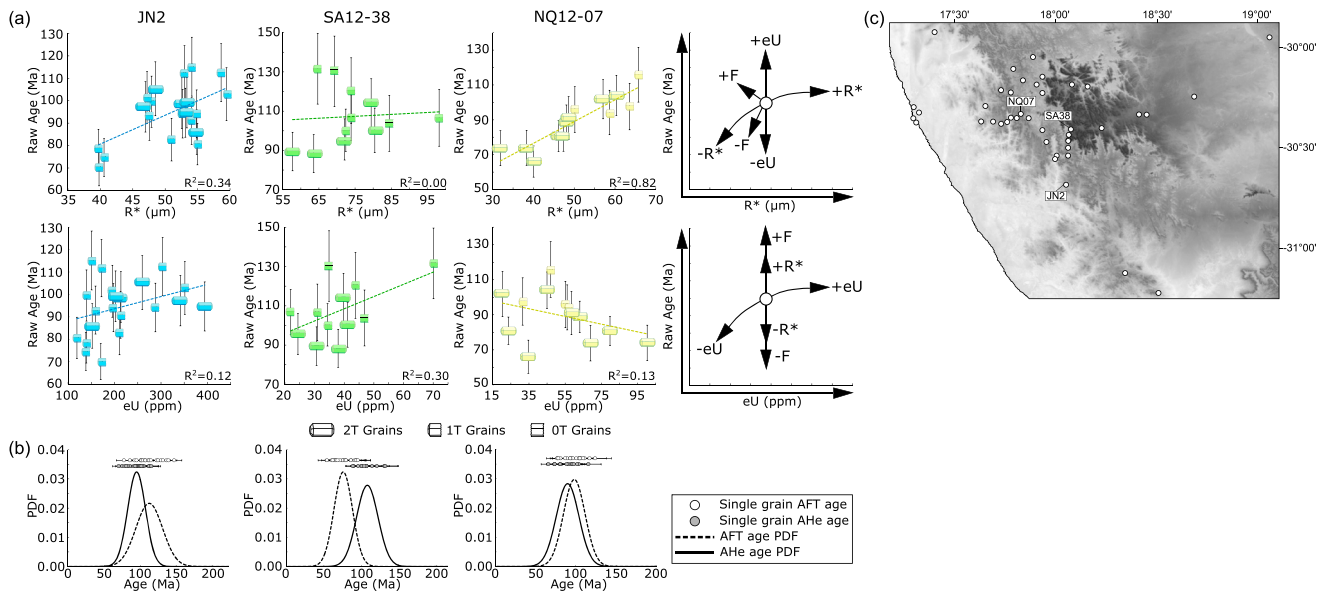 (a)
JN2
SA12-38
NQ12-07
Raw Age (Ma)
130
120
110
100
90
80
70
60
35 40 45 50 55 60
R* (µm)
R²=0.34
Raw Age (Ma)
150
130
110
90
70
55 65 75 85 95
R* (µm)
R²=0.00
Raw Age (Ma)
130
110
90
70
50
30 40 50 60 70
R* (µm)
R²=0.82
Raw Age (Ma)
+eU
+F
+R*
-R*
-F
-eU
R* (µm)
Raw Age (Ma)
130
120
110
100
90
80
70
60
100 200 300 400
eU (ppm)
R²=0.12
Raw Age (Ma)
150
130
110
90
70
20 30 40 50 60 70
eU (ppm)
R²=0.30
Raw Age (Ma)
130
110
90
70
50
15 35 55 75 95
eU (ppm)
R²=0.13
Raw Age (Ma)
+F
+R*
+eU
-eU
-R*
-F
eU (ppm)
2T Grains
1T Grains
0T Grains
(b)
PDF
0.04
0.03
0.02
0.01
0.00
0 50 100 150 200
Age (Ma)
PDF
0.04
0.03
0.02
0.01
0.00
0 50 100 150 200
Age (Ma)
PDF
0.04
0.03
0.02
0.01
0.00
0 50 100 150 200
Age (Ma)
Single grain AFT age
Single grain AHe age
AFT age PDF
AHe age PDF
(c)
17°30' 18°00' 18°30' 19°00'
-30°00'
-30°30'
-31°00'
NQ07
SA38
JN2